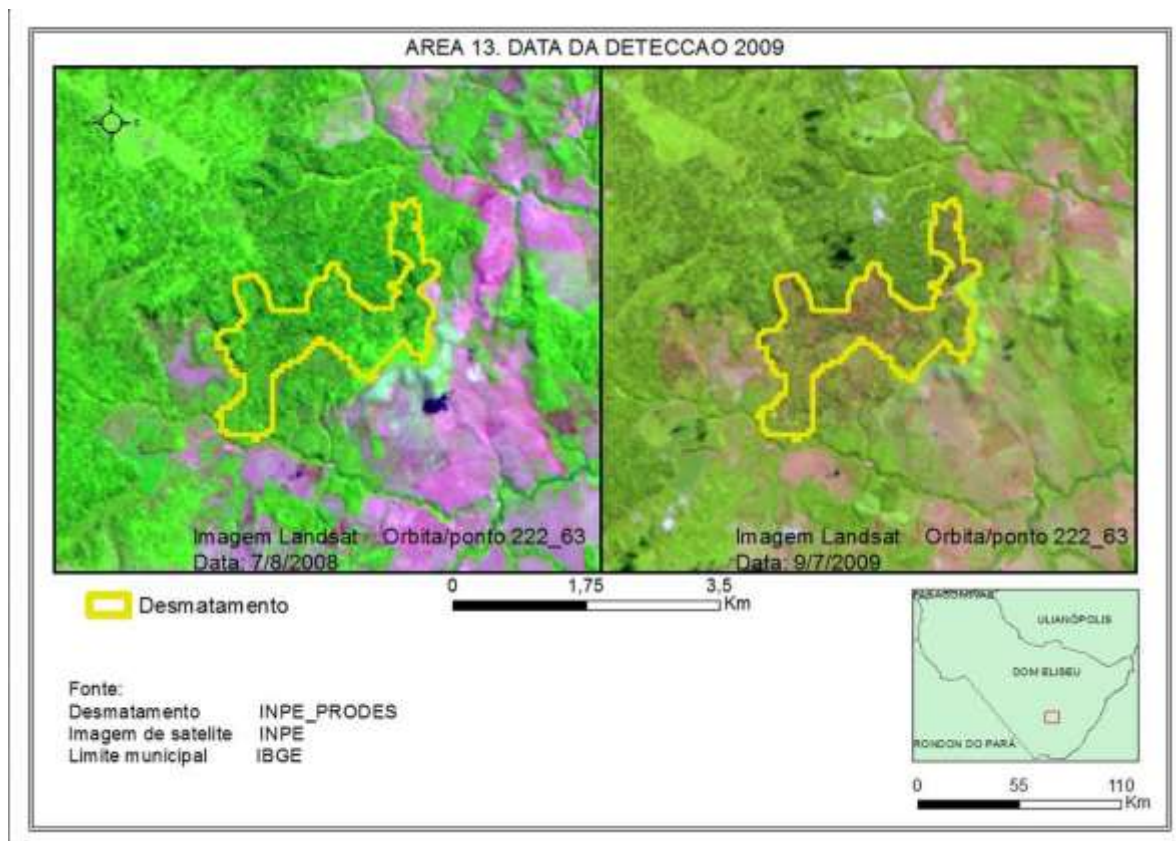 AREA 13. DATA DA DETECCAO 2009
Imagem Landsat Orbita/ponto 222_63
Data: 7/8/2008
Imagem Landsat Orbita/ponto 222_63
Data: 9/7/2009
0 1,75 3,5
Km
Desmatamento
ULIANÓPOLIS
DOM ELISEU
RONDON DO PARÁ
0 55 110
Km
Fonte:
Desmatamento INPE_PRODES
Imagem de satelite INPE
Limite municipal IBGE